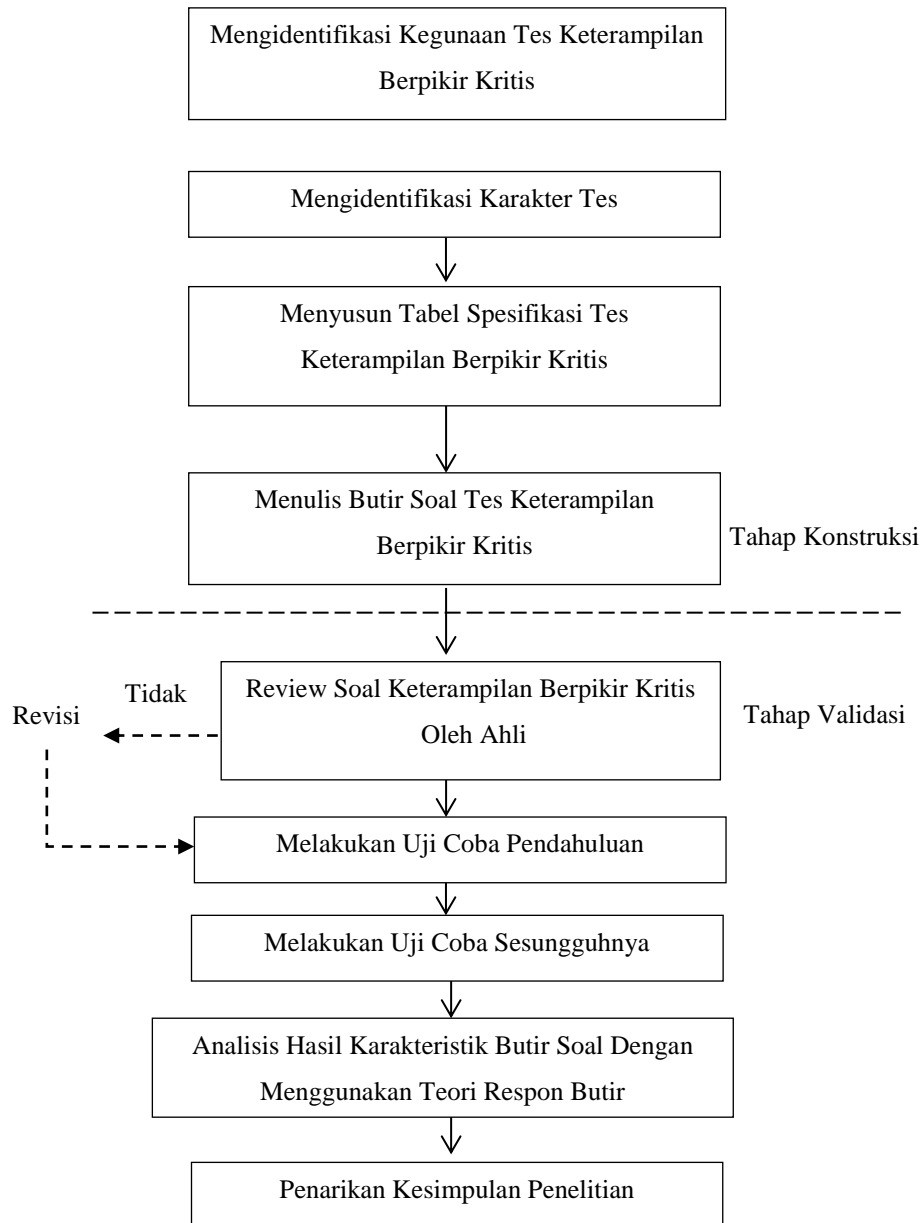 Mengidentifikasi Kegunaan Tes Keterampilan
Berpikir Kritis
Mengidentifikasi Karakter Tes
Menyusun Tabel Spesifikasi Tes
Keterampilan Berpikir Kritis
Menulis Butir Soal Tes Keterampilan
Berpikir Kritis
Tahap Konstruksi
Review Soal Keterampilan Berpikir Kritis
Oleh Ahli
Tidak
Revisi
Tahap Validasi
Melakukan Uji Coba Pendahuluan
Melakukan Uji Coba Sesungguhnya
Analisis Hasil Karakteristik Butir Soal Dengan
Menggunakan Teori Respon Butir
Penarikan Kesimpulan Penelitian